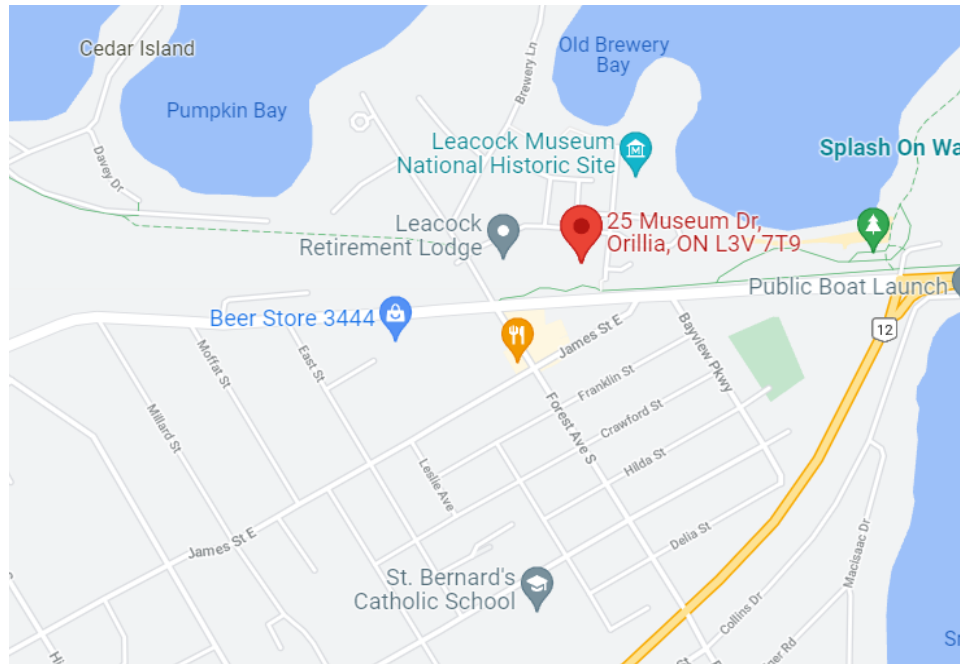 Cedar Island
Old Brewery
Bay
Pumpkin Bay
Brewery Ln
Leacock Museum
National Historic Site
Splash On Wa
Davey Dr
Leacock
Retirement Lodge
25 Museum Dr,
Orillia, ON L3V 7T9
Public Boat Launch
Beer Store 3444
12
James St E
Bayview Pkwy
Moffat St
East St
Franklin St
Millard St
Forest Ave S
Crawford St
Leslie Ave
Hilda St
James St E
Delia St
St. Bernard's
Catholic School
MacIsaac Dr
Collins Dr